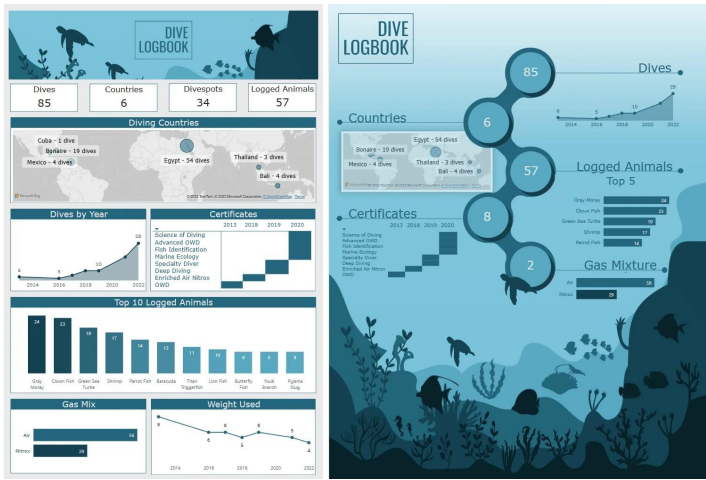 DIVE
LOGBOOK
Dives
85
Countries
6
Divespots
34
Logged Animals
57
Diving Countries
Cuba - 1 dive
Bonaire - 19 dives
Mexico - 4 dives
Egypt - 54 dives
Thailand - 3 dives
Bali - 4 dives
Dives by Year
6
5
8
10
28
2014
2016
2018
2020
2022
Certificates
2013 2018 2019 2020
Science of Diving
Advanced OWD
Fish Identification
Marine Ecology
Specialty Diver
Deep Diving
Enriched Air Nitrox
OWD
Top 10 Logged Animals
24 23 19 17 14 13 11 10 9 9 9
Gray Moray
Clown Fish
Green Sea Turtle
Shrimp
Parrot Fish
Baracuda
Titan Triggerfish
Lion Fish
Butterfly Fish
Nudi Branch
Pyjama Slug
Gas Mix
Air 56
Nitrox 29
Weight Used
8
6
6
6
5
4
2014 2016 2018 2020 2022
DIVE
LOGBOOK
85
Dives
6
5
8
10
28
2014 2016 2018 2020 2022
Countries
6
Egypt - 54 dives
Bonaire - 19 dives
Mexico - 4 dives
Thailand - 3 dives
Bali - 4 dives
57
Logged Animals
Top 5
Gray Moray 24
Clown Fish 23
Green Sea Turtle 19
Shrimp 17
Parrot Fish 14
Certificates
8
2013 2018 2019 2020
Science of Diving
Advanced OWD
Fish Identification
Marine Ecology
Specialty Diver
Deep Diving
Enriched Air Nitrox
OWD
2
Gas Mixture
Air 56
Nitrox 29